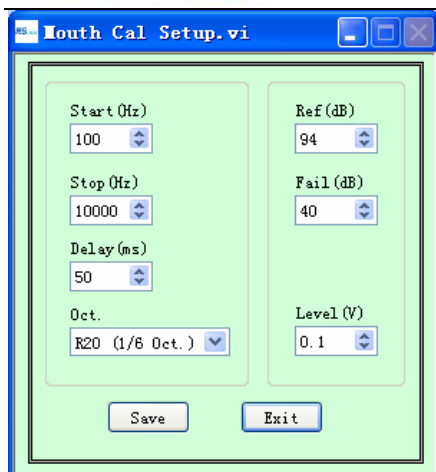 Mouth Cal Setup.vi
Start(Hz)
100
Stop(Hz)
10000
Delay(ms)
50
Oct.
R20 (1/6 Oct.)
Ref(dB)
94
Fail(dB)
40
Level(V)
0.1
Save
Exit